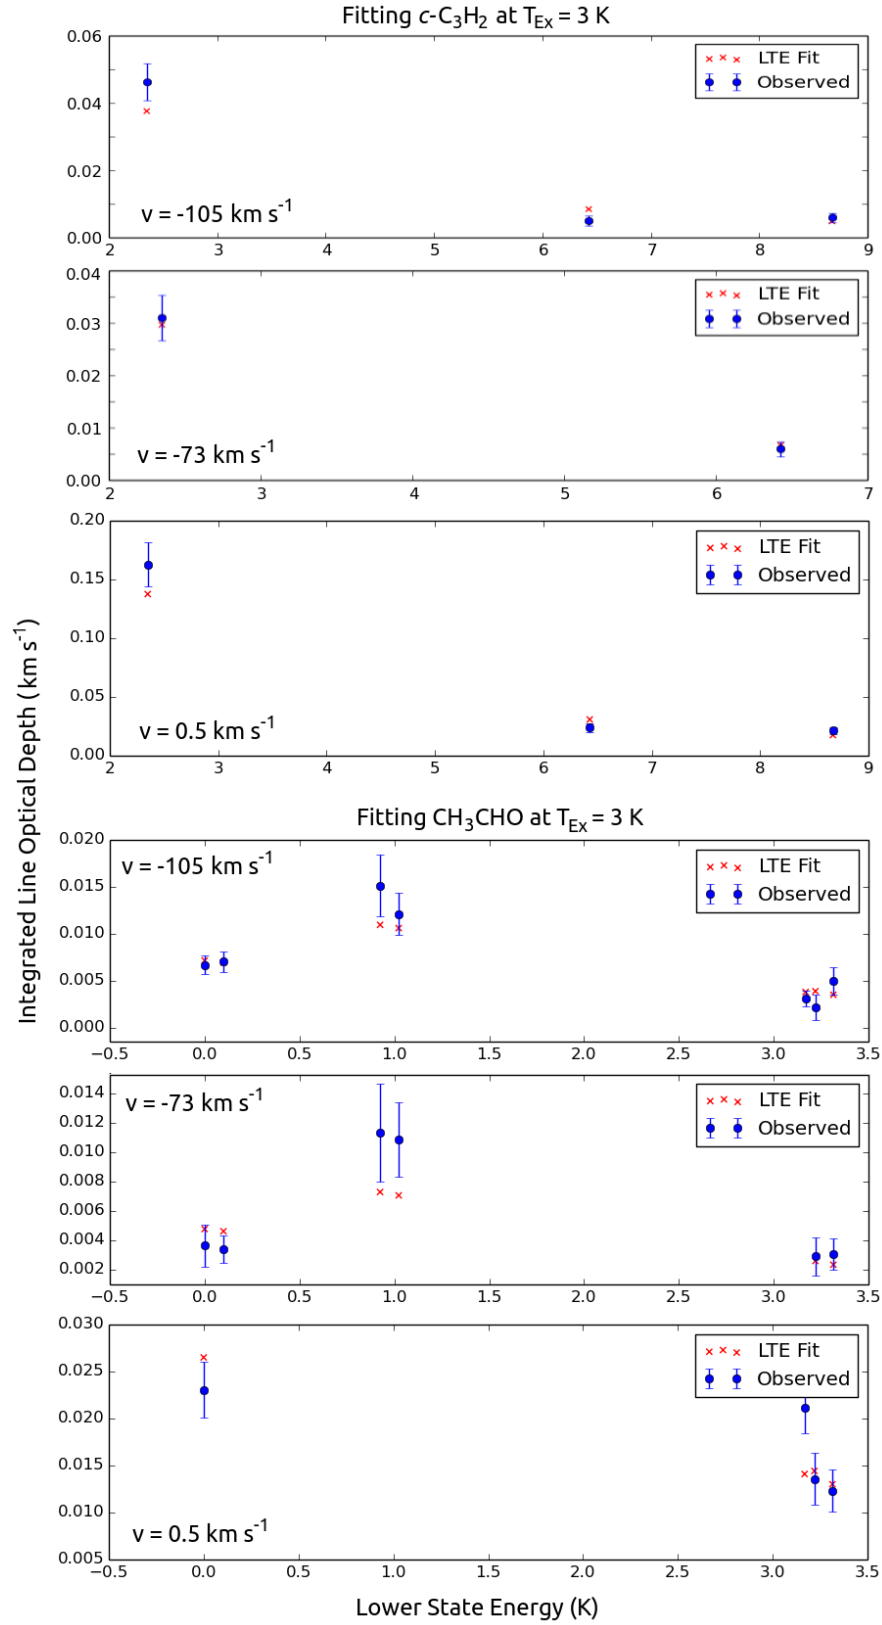 Fitting c-C3H2 at TEx = 3 K
0.06
0.04
0.02
0.00
LTE Fit
Observed
v = -105 km s-1
2 3 4 5 6 7 8 9
0.04
0.03
0.02
0.01
0.00
LTE Fit
Observed
v = -73 km s-1
2 3 4 5 6 7
0.20
0.15
0.10
0.05
0.00
LTE Fit
Observed
v = 0.5 km s-1
2 3 4 5 6 7 8 9
Integrated Line Optical Depth ( km s-1)
Fitting CH3CHO at TEx = 3 K
0.020
0.015
0.010
0.005
0.000
v = -105 km s-1
LTE Fit
Observed
−0.5 0.0 0.5 1.0 1.5 2.0 2.5 3.0 3.5
0.014
0.012
0.010
0.008
0.006
0.004
0.002
v = -73 km s-1
LTE Fit
Observed
−0.5 0.0 0.5 1.0 1.5 2.0 2.5 3.0 3.5
0.030
0.025
0.020
0.015
0.010
0.005
LTE Fit
Observed
v = 0.5 km s-1
−0.5 0.0 0.5 1.0 1.5 2.0 2.5 3.0 3.5
Lower State Energy (K)